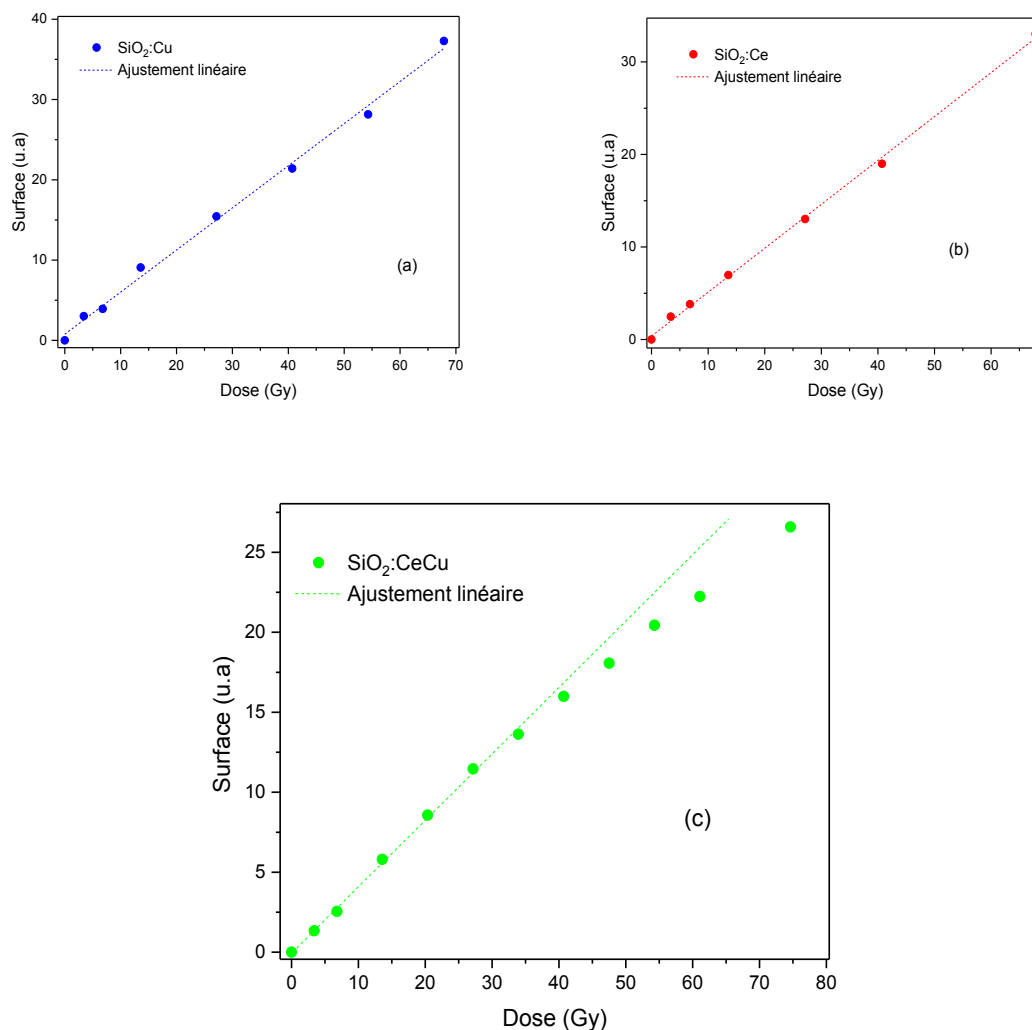 40
SiO₂:Cu
Ajustement linéaire
30
20
10
0
Surface (u.a)
(a)
0 10 20 30 40 50 60 70
Dose (Gy)
SiO₂:Ce
Ajustement linéaire
30
20
10
0
Surface (u.a)
(b)
0 10 20 30 40 50 60
Dose (Gy)
SiO₂:CeCu
Ajustement linéaire
25
20
15
10
5
0
Surface (u.a)
(c)
0 10 20 30 40 50 60 70 80
Dose (Gy)